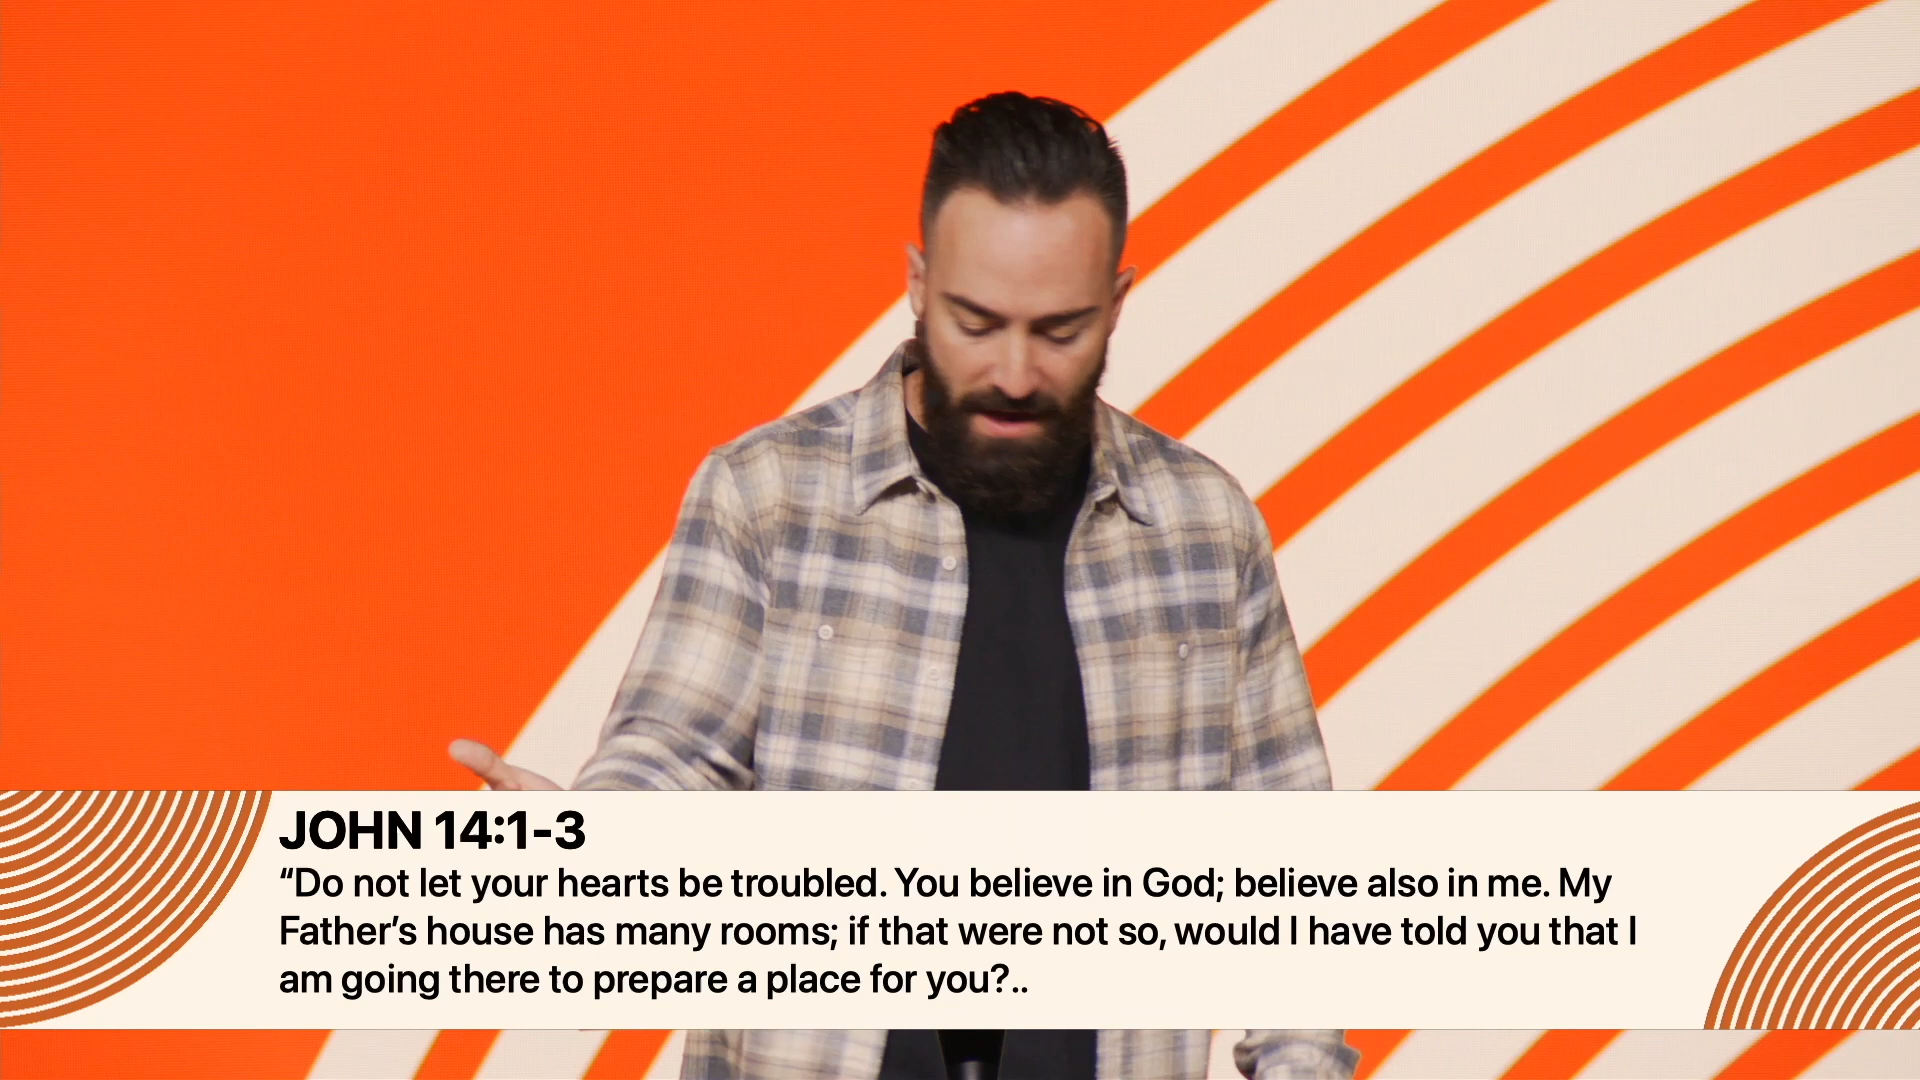 JOHN 14:1-3
“Do not let your hearts be troubled. You believe in God; believe also in me. My
Father’s house has many rooms; if that were not so, would I have told you that I
am going there to prepare a place for you?..